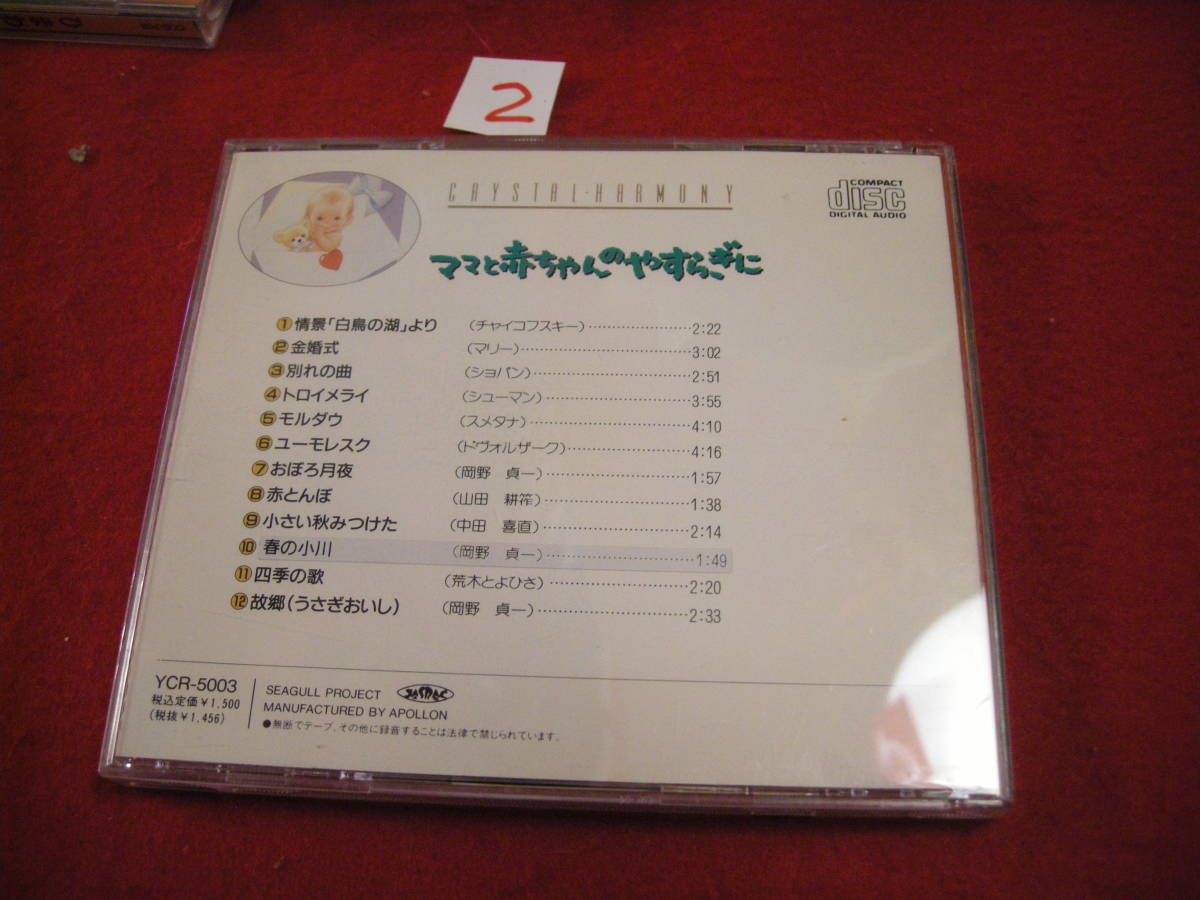 2
CRYSTAL・HARMONY
COMPACT
disc
DIGITAL AUDIO
ママと赤ちゃんのやすらぎに
①情景「白鳥の湖」より (チャイコフスキー)……………………2:22
②金婚式 (マリー)……………………3:02
③別れの曲 (ショパン)……………………2:51
④トロイメライ (シューマン)……………………3:55
⑤モルダウ (スメタナ)……………………4:10
⑥ユーモレスク (ドヴォルザーク)……………………4:16
⑦おぼろ月夜 (岡野 貞一)……………………1:57
⑧赤とんぼ (山田 耕筰)……………………1:38
⑨小さい秋みつけた (中田 喜直)……………………2:14
⑩春の小川 (岡野 貞一)……………………1:49
⑪四季の歌 (荒木とよひさ)……………………2:20
⑫故郷(うさぎおいし) (岡野 貞一)……………………2:33
YCR-5003
税込定価¥1,500
(税抜¥1,456)
SEAGULL PROJECT JASRAC
MANUFACTURED BY APOLLON
●無断でテープ、その他に録音することは法律で禁じられています。